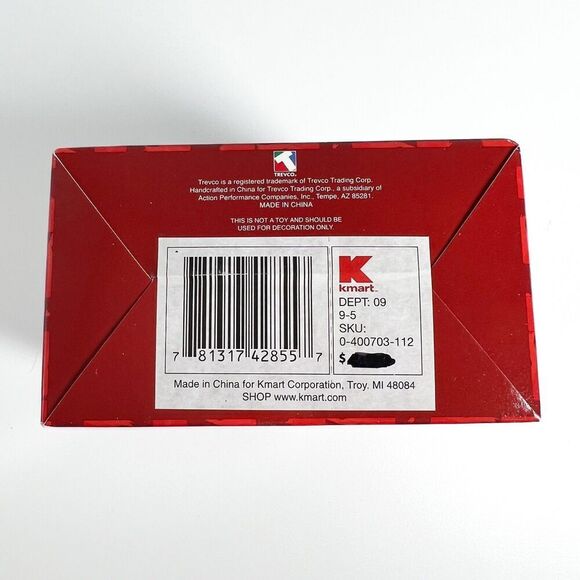 TREVCO.
Trevco is a registered trademark of Trevco Trading Corp.
Handcrafted in China for Trevco Trading Corp., a subsidiary of
Action Performance Companies, Inc., Tempe, AZ 85281.
MADE IN CHINA
THIS IS NOT A TOY AND SHOULD BE
USED FOR DECORATION ONLY.
K
kmart
DEPT: 09
9-5
SKU:
0-400703-112
$
7 81317 42855 7
Made in China for Kmart Corporation, Troy. MI 48084
SHOP www.kmart.com